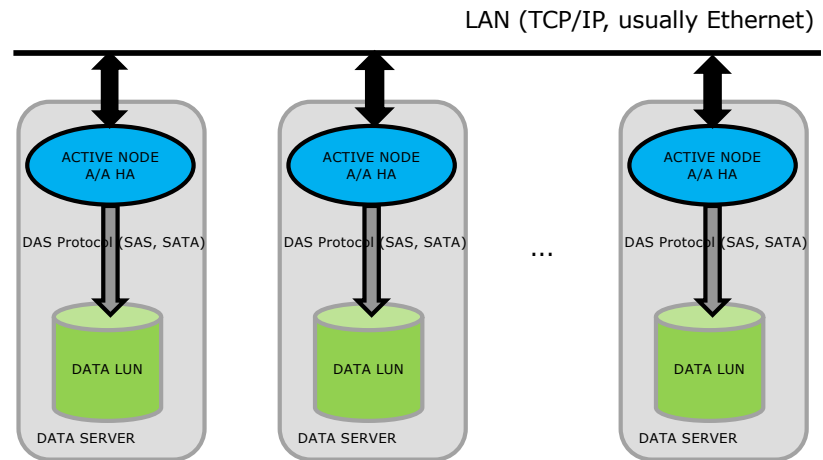 LAN (TCP/IP, usually Ethernet)
ACTIVE NODE
A/A HA
DAS Protocol (SAS, SATA)
DATA LUN
DATA SERVER
ACTIVE NODE
A/A HA
DAS Protocol (SAS, SATA)
DATA LUN
DATA SERVER
...
ACTIVE NODE
A/A HA
DAS Protocol (SAS, SATA)
DATA LUN
DATA SERVER